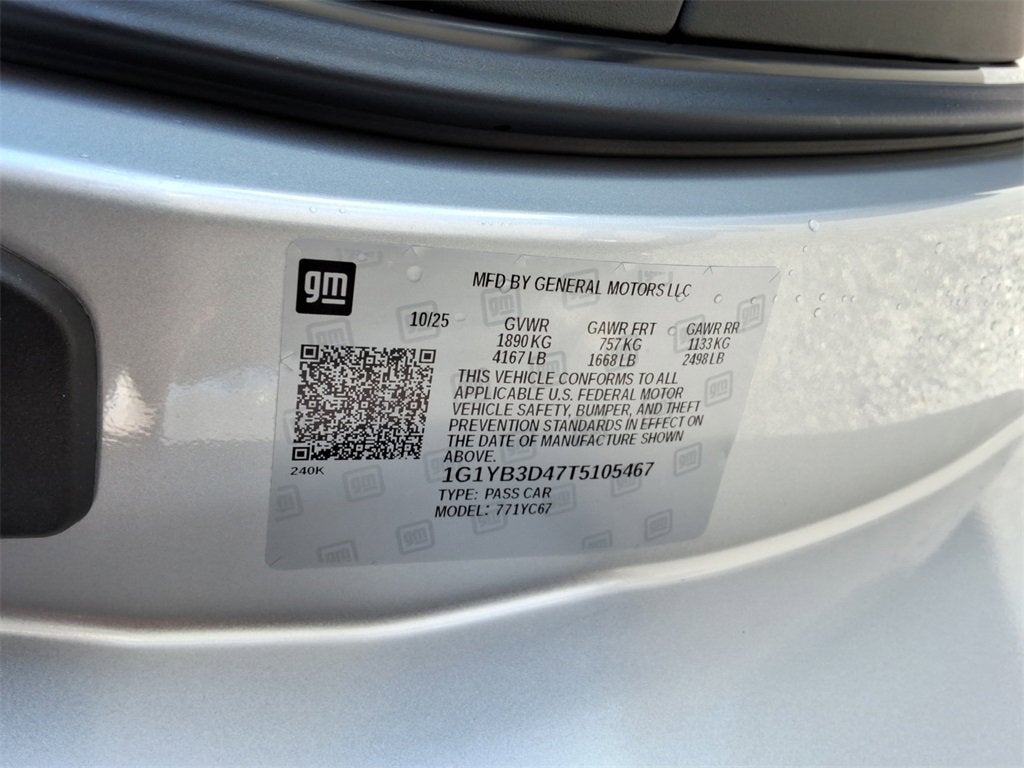 gm
MFD BY GENERAL MOTORS LLC
10/25
GVWR GAWR FRT GAWR RR
1890 KG 757 KG 1133 KG
4167 LB 1668 LB 2498 LB
THIS VEHICLE CONFORMS TO ALL
APPLICABLE U.S. FEDERAL MOTOR
VEHICLE SAFETY, BUMPER, AND THEFT
PREVENTION STANDARDS IN EFFECT ON
THE DATE OF MANUFACTURE SHOWN
ABOVE.
240K
1G1YB3D47T5105467
TYPE: PASS CAR
MODEL: 771YC67